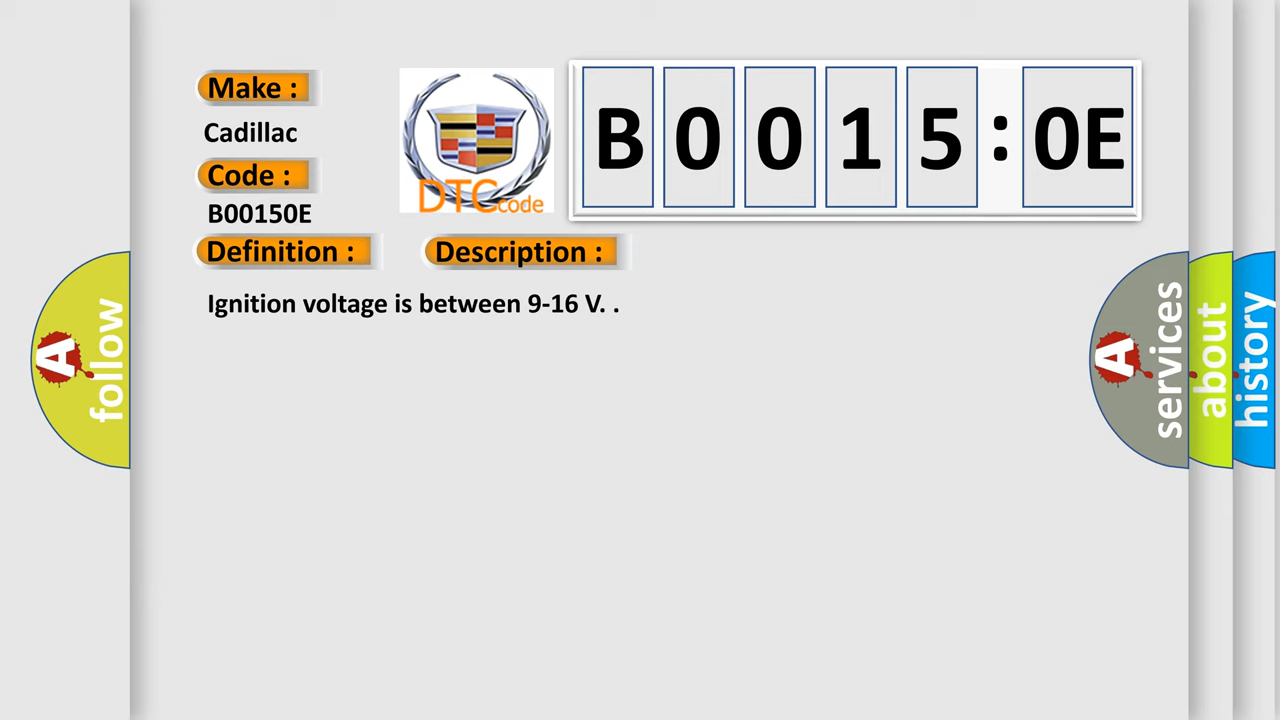 Make :
Cadillac
Code :
B00150E
Definition :
Description :
Ignition voltage is between 9-16 V. .
DTC code
B 0 0 1 5 : 0E
A follow
A services
about
history